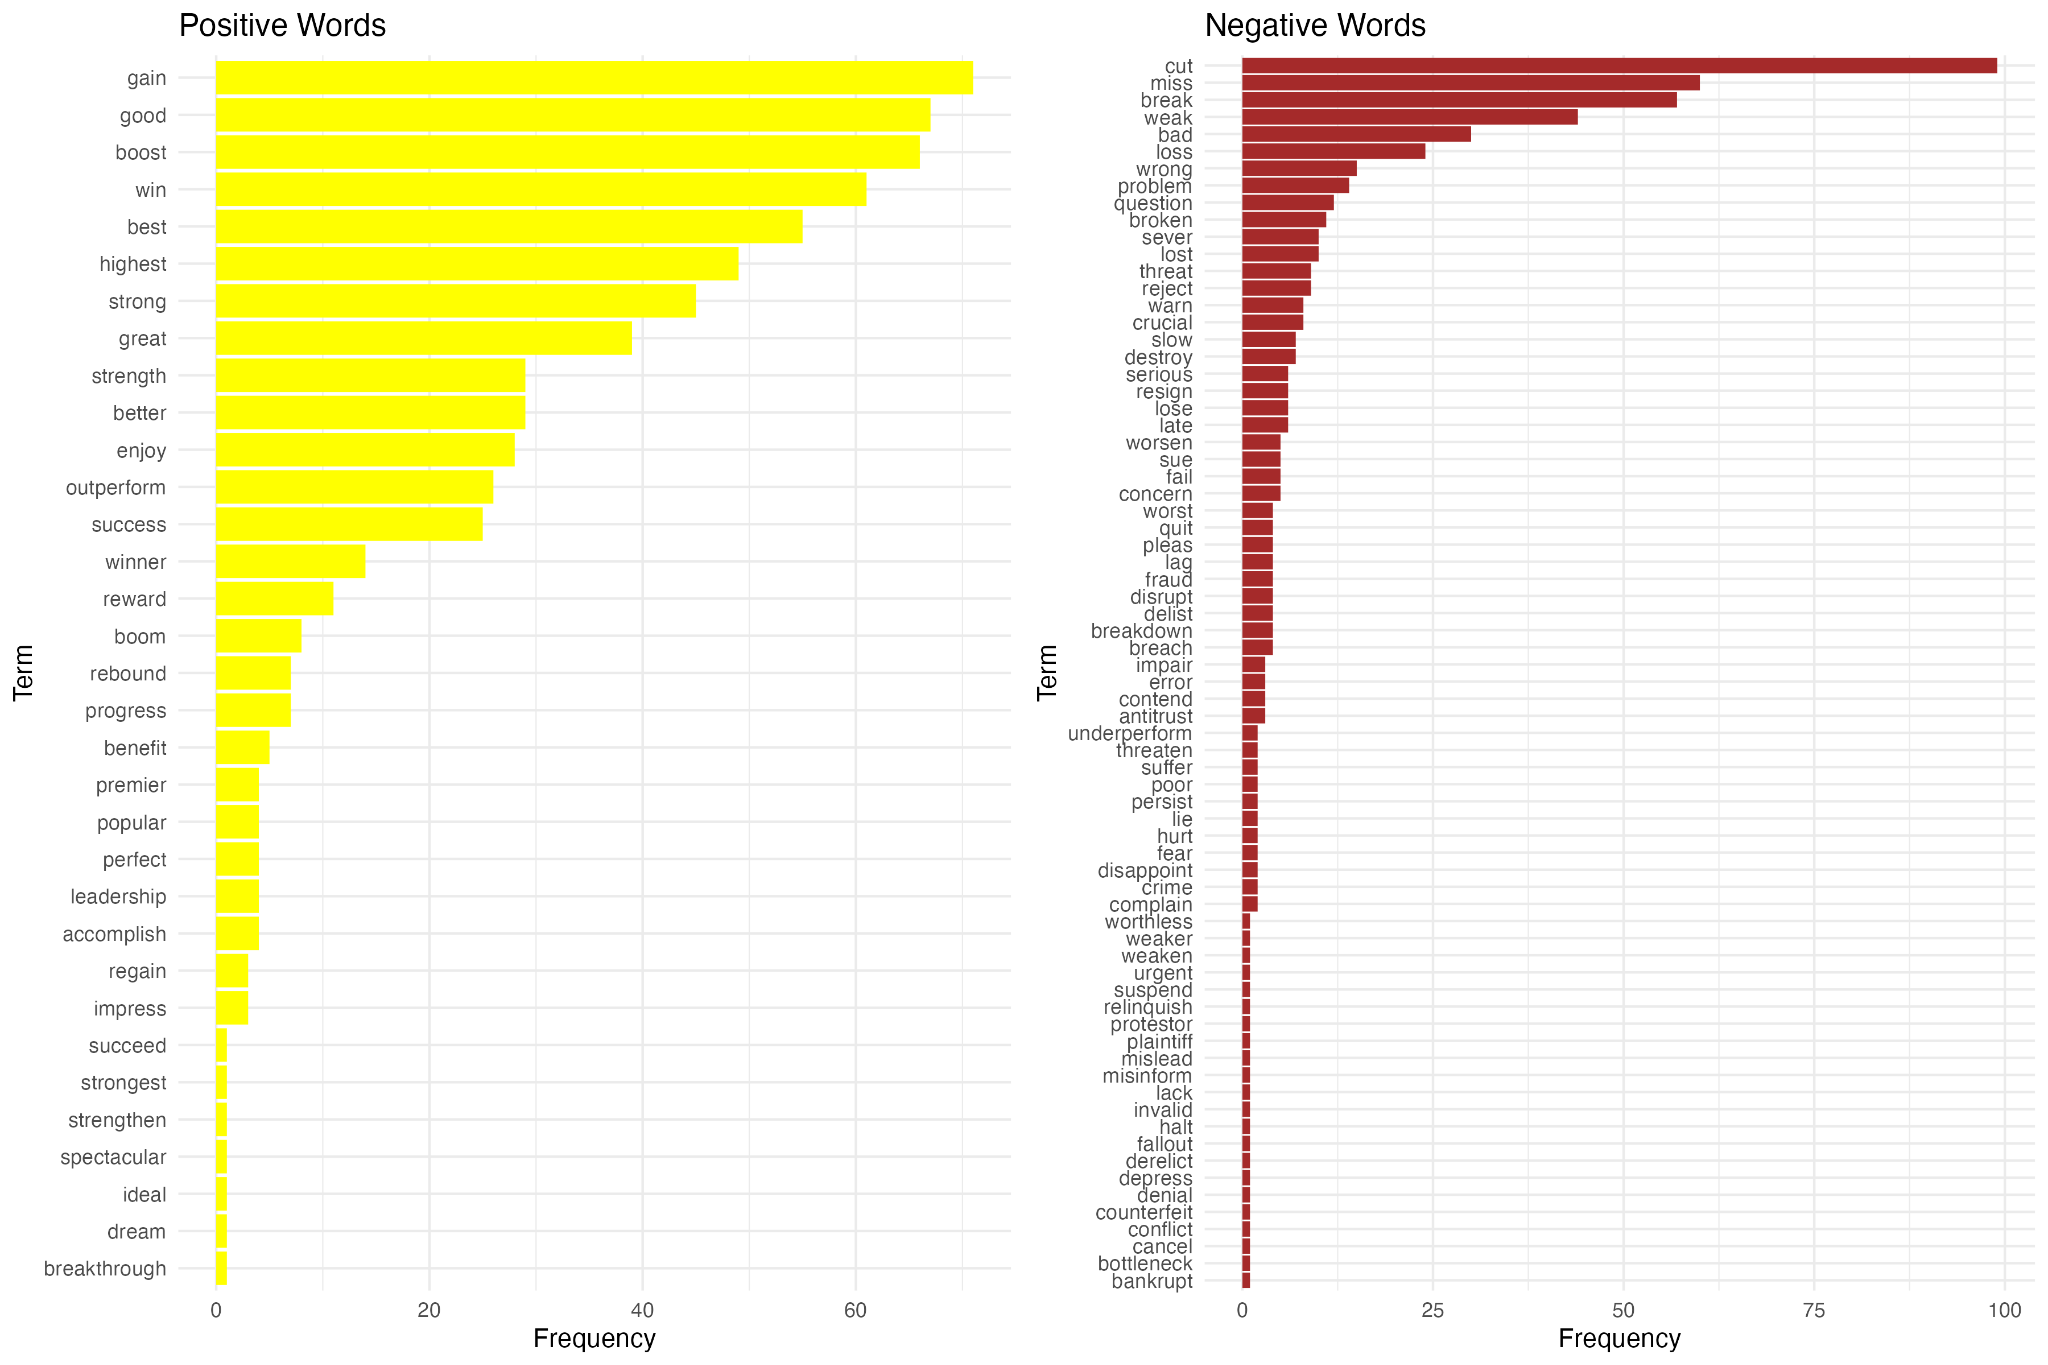 Positive Words
gain
good
boost
win
best
highest
strong
great
strength
better
enjoy
outperform
success
winner
reward
boom
rebound
progress
benefit
premier
popular
perfect
leadership
accomplish
regain
impress
succeed
strongest
strengthen
spectacular
ideal
dream
breakthrough
Term
0 20 40 60
Frequency
Negative Words
cut
miss
break
weak
bad
loss
wrong
problem
question
broken
sever
lost
threat
reject
warn
crucial
slow
destroy
serious
resign
lose
late
worsen
sue
fail
concern
worst
quit
pleas
lag
fraud
disrupt
delist
breakdown
breach
impair
error
contend
antitrust
underperform
threaten
suffer
poor
persist
lie
hurt
fear
disappoint
crime
complain
worthless
weaker
weaken
urgent
suspend
relinquish
protestor
plaintiff
mislead
misinform
lack
invalid
halt
fallout
derelict
depress
denial
counterfeit
conflict
cancel
bottleneck
bankrupt
Term
0 25 50 75 100
Frequency